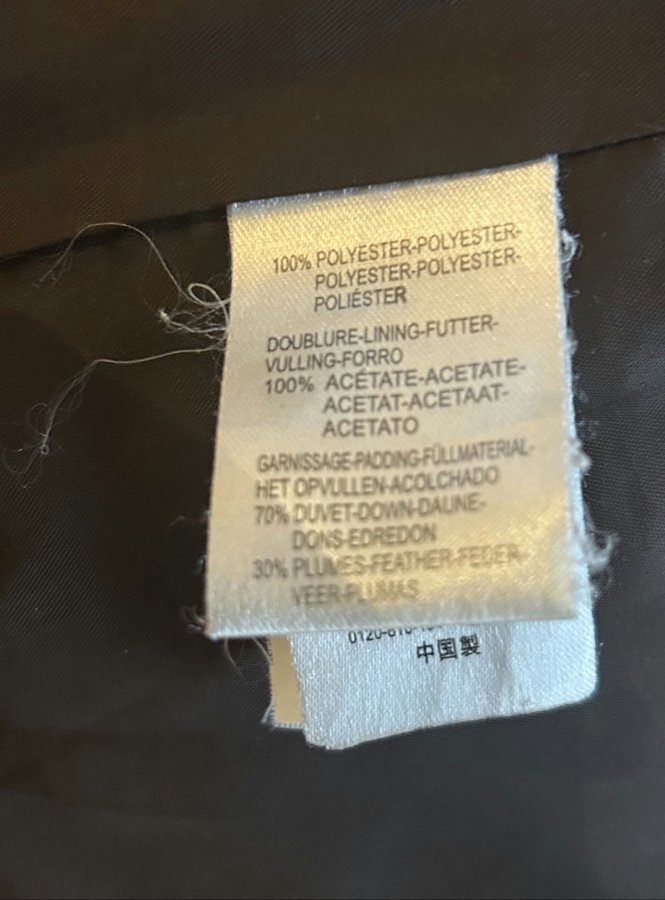 100% POLYESTER-POLYESTER-
POLYESTER-POLYESTER-
POLIÉSTER
DOUBLURE-LINING-FUTTER-
VULLING-FORRO
100% ACÉTATE-ACETATE-
ACETAT-ACETAAT-
ACETATO
GARNISSAGE-PADDING-FÜLLMATERIAL-
HET OPVULLEN-ACOLCHADO
70% DUVET-DOWN-DAUNE-
DONS-EDREDON
30% PLUMES-FEATHER-FEDER-
VEER-PLUMAS
中国製